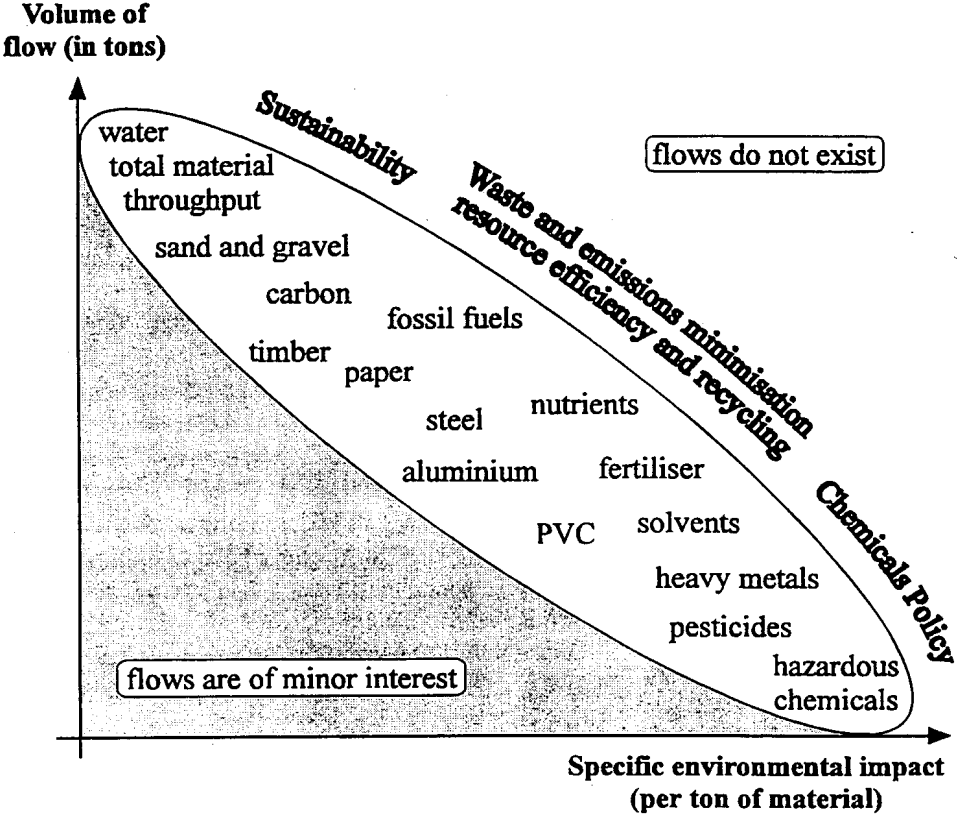 Volume of
flow (in tons)
Sustainability
water
flows do not exist
total material
throughput
Waste and emissions minimisation
resource efficiency and recycling
sand and gravel
carbon
fossil fuels
timber
paper
nutrients
steel
aluminium
fertiliser
Chemicals Policy
PVC
solvents
heavy metals
pesticides
hazardous
chemicals
flows are of minor interest
Specific environmental impact
(per ton of material)